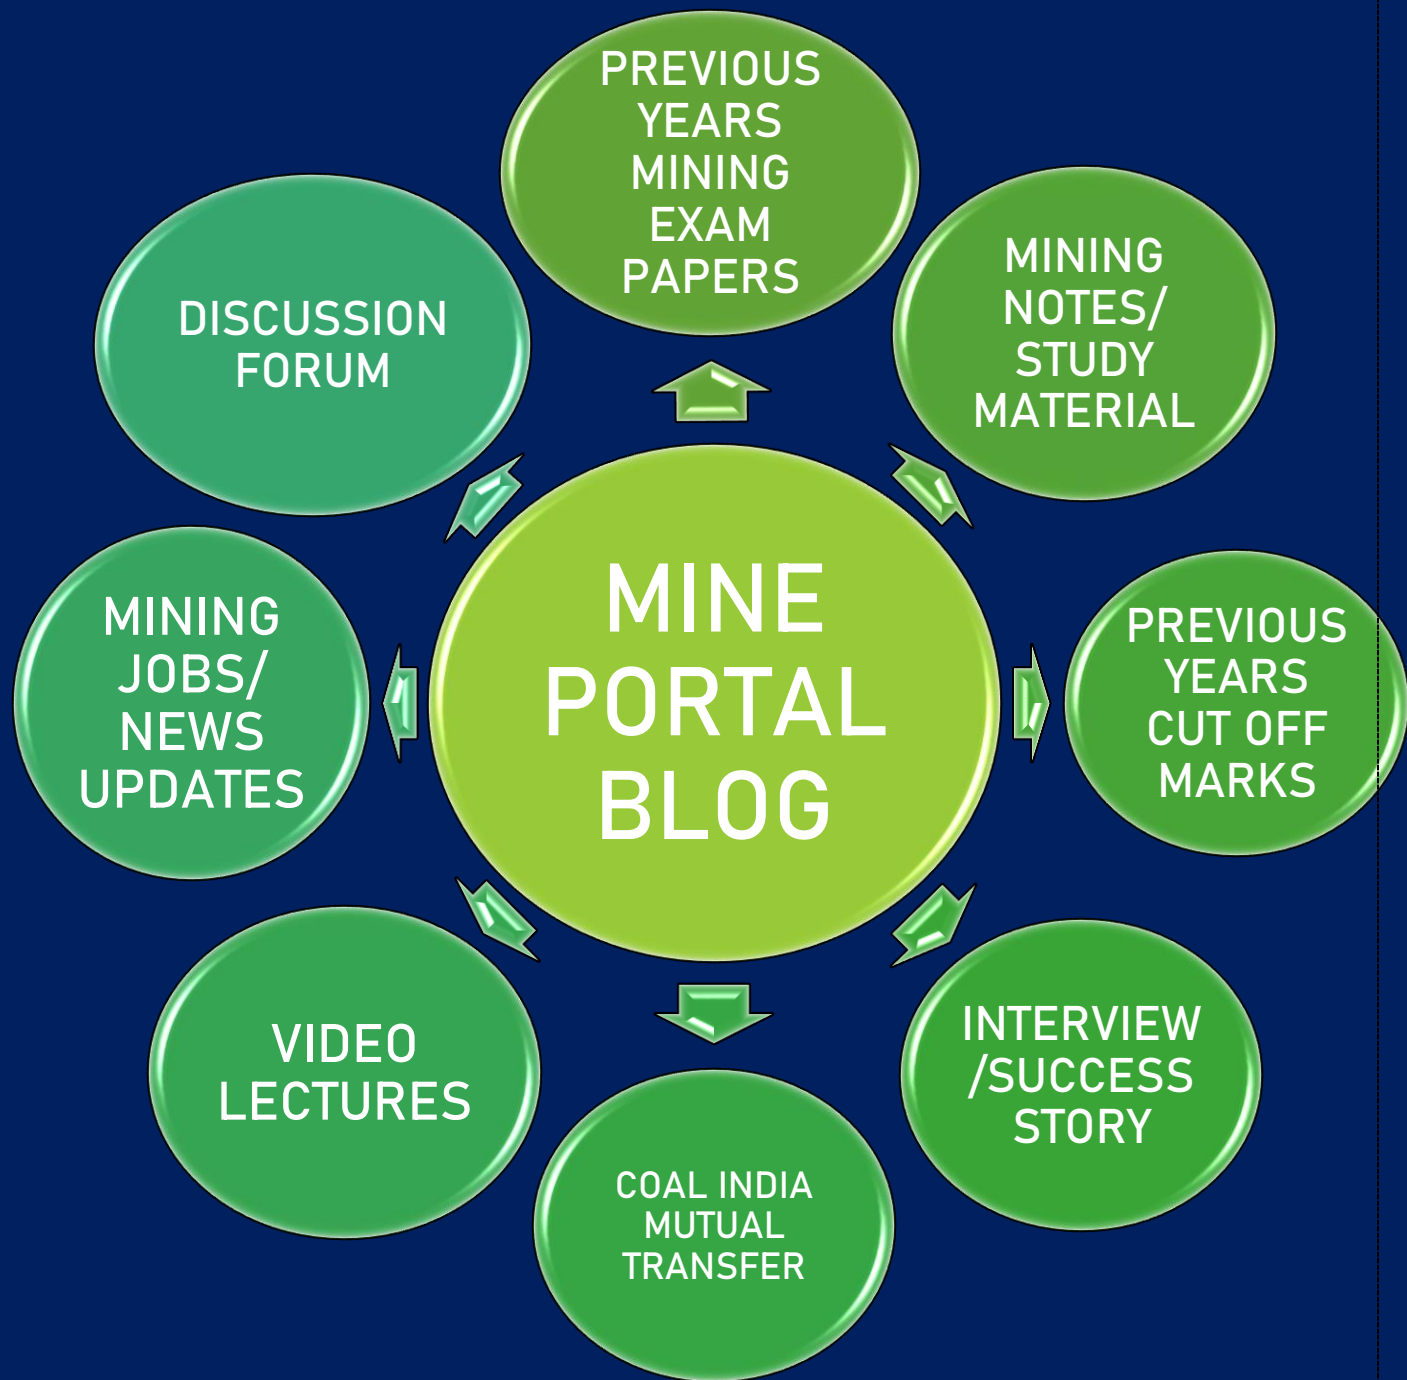 PREVIOUS
YEARS
MINING
EXAM
PAPERS
MINING
NOTES/
STUDY
MATERIAL
PREVIOUS
YEARS
CUT OFF
MARKS
INTERVIEW
/SUCCESS
STORY
COAL INDIA
MUTUAL
TRANSFER
VIDEO
LECTURES
MINING
JOBS/
NEWS
UPDATES
DISCUSSION
FORUM
MINE
PORTAL
BLOG